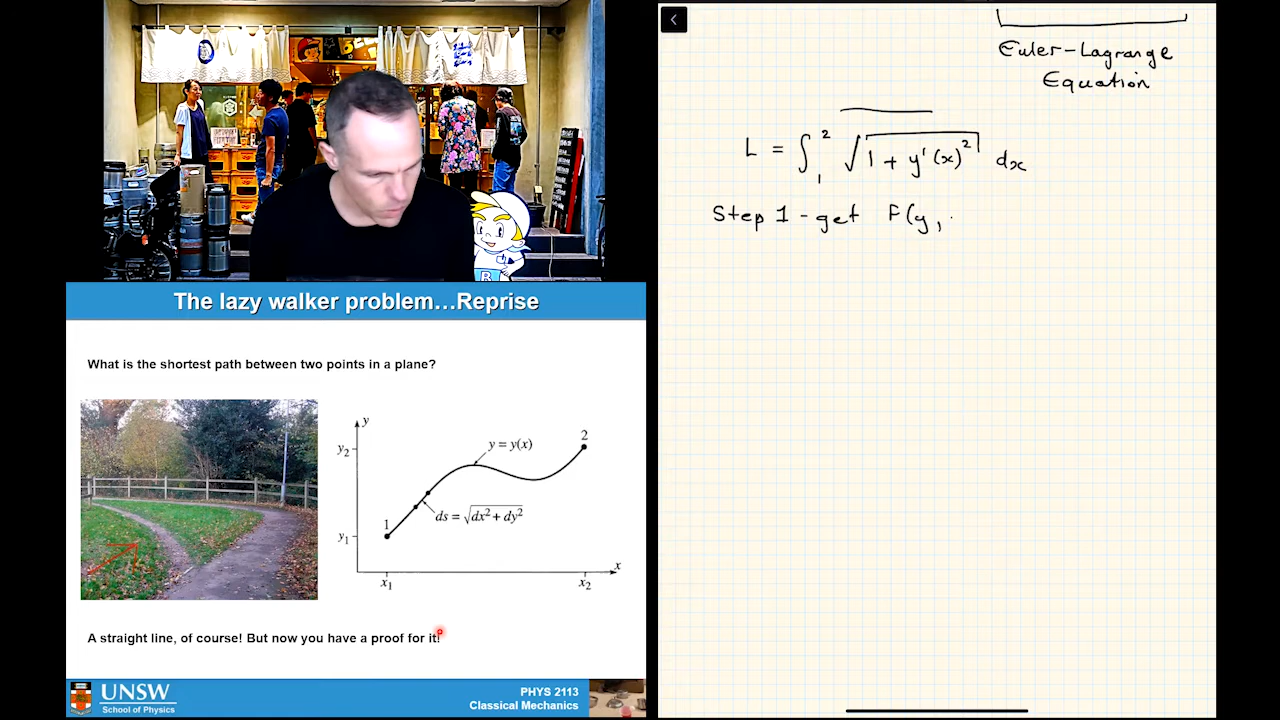 The lazy walker problem…Reprise
What is the shortest path between two points in a plane?
y
y₂
y = y(x)
2
ds = √dx² + dy²
1
y₁
x
x₁
x₂
A straight line, of course! But now you have a proof for it!
UNSW
School of Physics
PHYS 2113
Classical Mechanics
Euler-Lagrange
Equation
L = ∫₁² √1 + y'(x)² dx
Step 1 - get F(y,